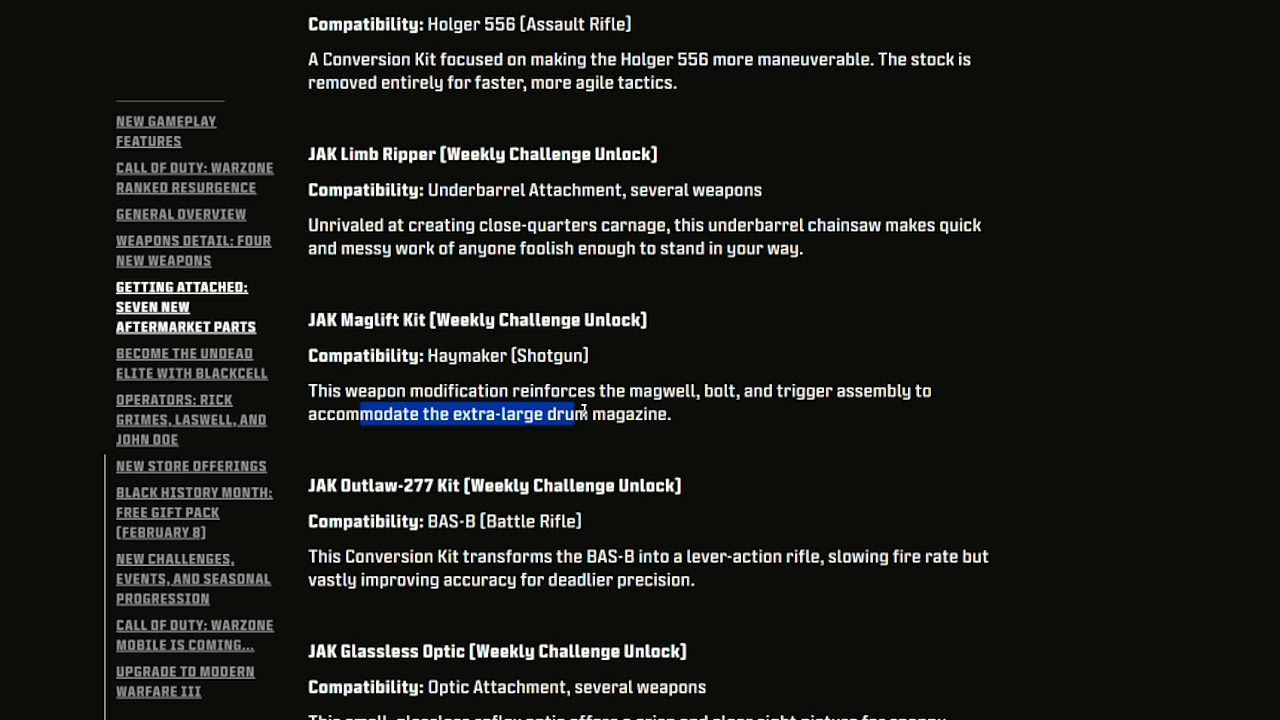 NEW GAMEPLAY
FEATURES
CALL OF DUTY: WARZONE
RANKED RESURGENCE
GENERAL OVERVIEW
WEAPONS DETAIL: FOUR
NEW WEAPONS
GETTING ATTACHED:
SEVEN NEW
AFTERMARKET PARTS
BECOME THE UNDEAD
ELITE WITH BLACKCELL
OPERATORS: RICK
GRIMES, LASWELL, AND
JOHN DOE
NEW STORE OFFERINGS
BLACK HISTORY MONTH:
FREE GIFT PACK
(FEBRUARY 8)
NEW CHALLENGES,
EVENTS, AND SEASONAL
PROGRESSION
CALL OF DUTY: WARZONE
MOBILE IS COMING...
UPGRADE TO MODERN
WARFARE III
Compatibility: Holger 556 (Assault Rifle)
A Conversion Kit focused on making the Holger 556 more maneuverable. The stock is
removed entirely for faster, more agile tactics.
JAK Limb Ripper (Weekly Challenge Unlock)
Compatibility: Underbarrel Attachment, several weapons
Unrivaled at creating close-quarters carnage, this underbarrel chainsaw makes quick
and messy work of anyone foolish enough to stand in your way.
JAK Maglift Kit (Weekly Challenge Unlock)
Compatibility: Haymaker (Shotgun)
This weapon modification reinforces the magwell, bolt, and trigger assembly to
accommodate the extra-large drum magazine.
JAK Outlaw-277 Kit (Weekly Challenge Unlock)
Compatibility: BAS-B (Battle Rifle)
This Conversion Kit transforms the BAS-B into a lever-action rifle, slowing fire rate but
vastly improving accuracy for deadlier precision.
JAK Glassless Optic (Weekly Challenge Unlock)
Compatibility: Optic Attachment, several weapons